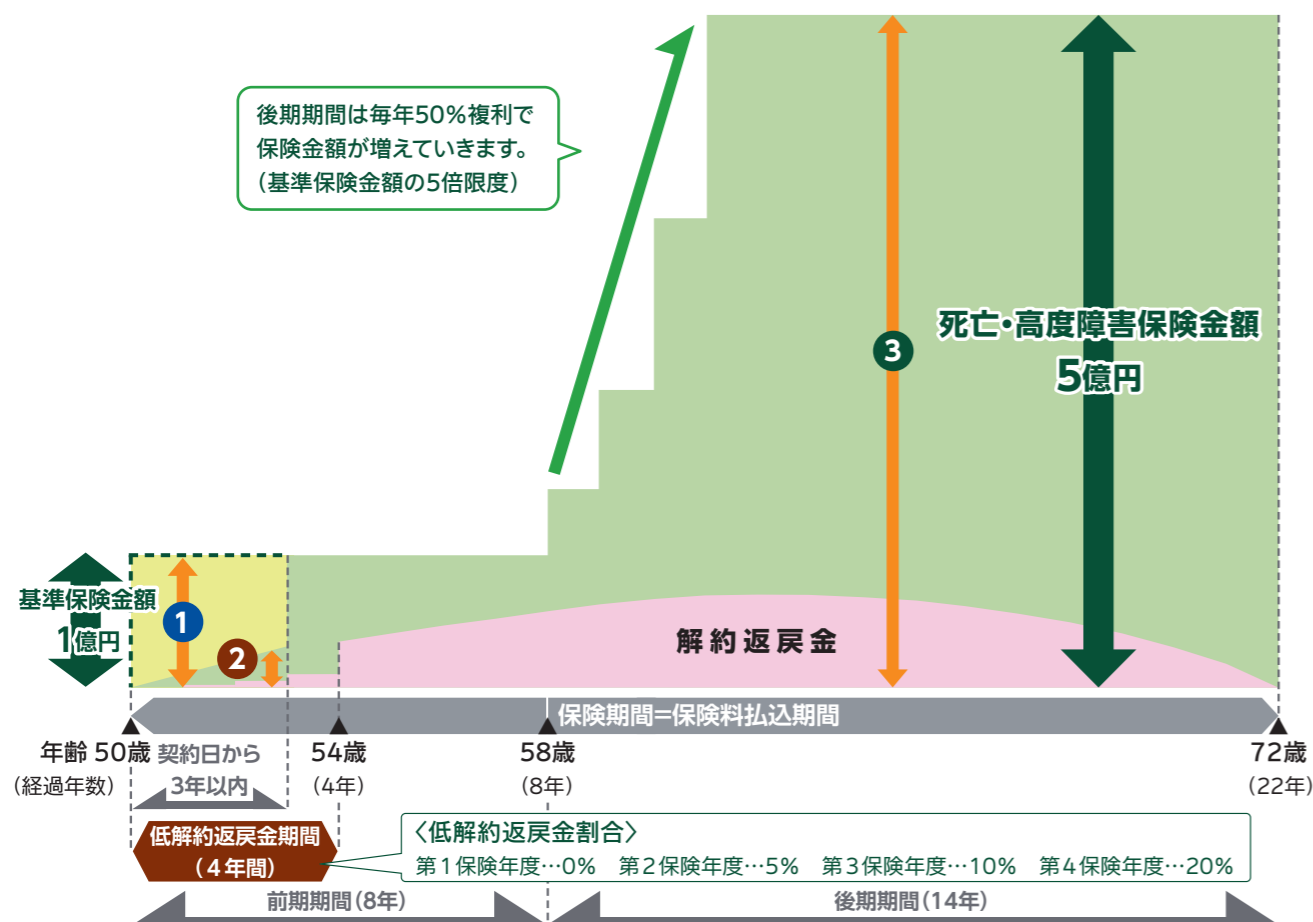 後期期間は毎年50%複利で
保険金額が増えていきます。
(基準保険金額の5倍限度)
3
死亡・高度障害保険金額
5億円
基準保険金額
1億円
1
2
解約返戻金
保険期間=保険料払込期間
年齢 50歳
(経過年数)
契約日から
3年以内
54歳
(4年)
58歳
(8年)
72歳
(22年)
低解約返戻金期間
(4年間)
〈低解約返戻金割合〉
第1保険年度…0% 第2保険年度…5% 第3保険年度…10% 第4保険年度…20%
前期期間(8年)
後期期間(14年)